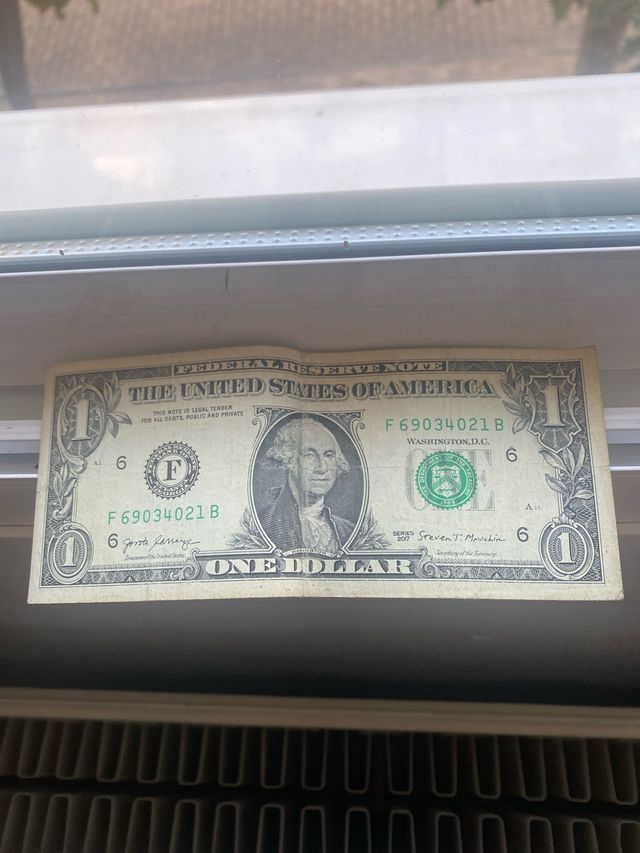 FEDERAL RESERVE NOTE
THE UNITED STATES OF AMERICA
THIS NOTE IS LEGAL TENDER
FOR ALL DEBTS, PUBLIC AND PRIVATE
F 69034021 B
WASHINGTON, D.C.
1
1
6
F
ONE
6
F 69034021 B
6
SERIES
2017
Steven T. Mnuchin
6
Secretary of the Treasury.
Treasurer of the United States.
WASHINGTON
1
ONE DOLLAR
1